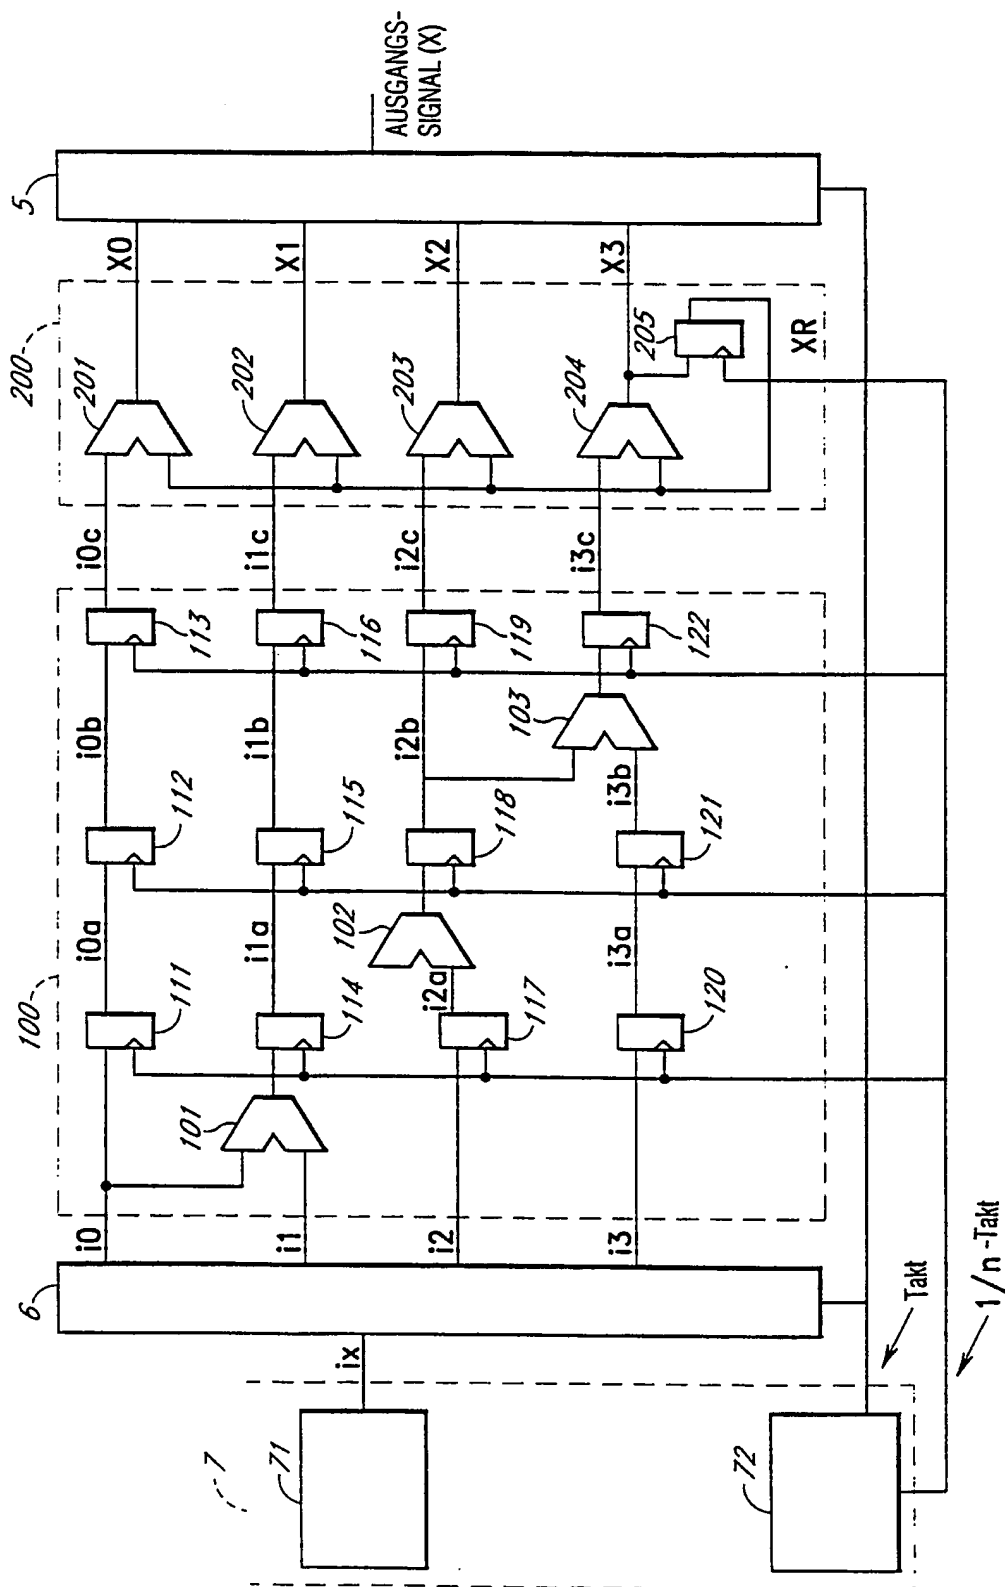 7
71
72
ix
6
i0
i1
i2
i3
100
101
111
114
117
120
i0a
i1a
i2a
i3a
102
112
115
118
121
i0b
i1b
i2b
i3b
103
113
116
119
122
i0c
i1c
i2c
i3c
200
201
202
203
204
205
XR
X0
X1
X2
X3
5
AUSGANGS-
SIGNAL (X)
Takt
1/n-Takt